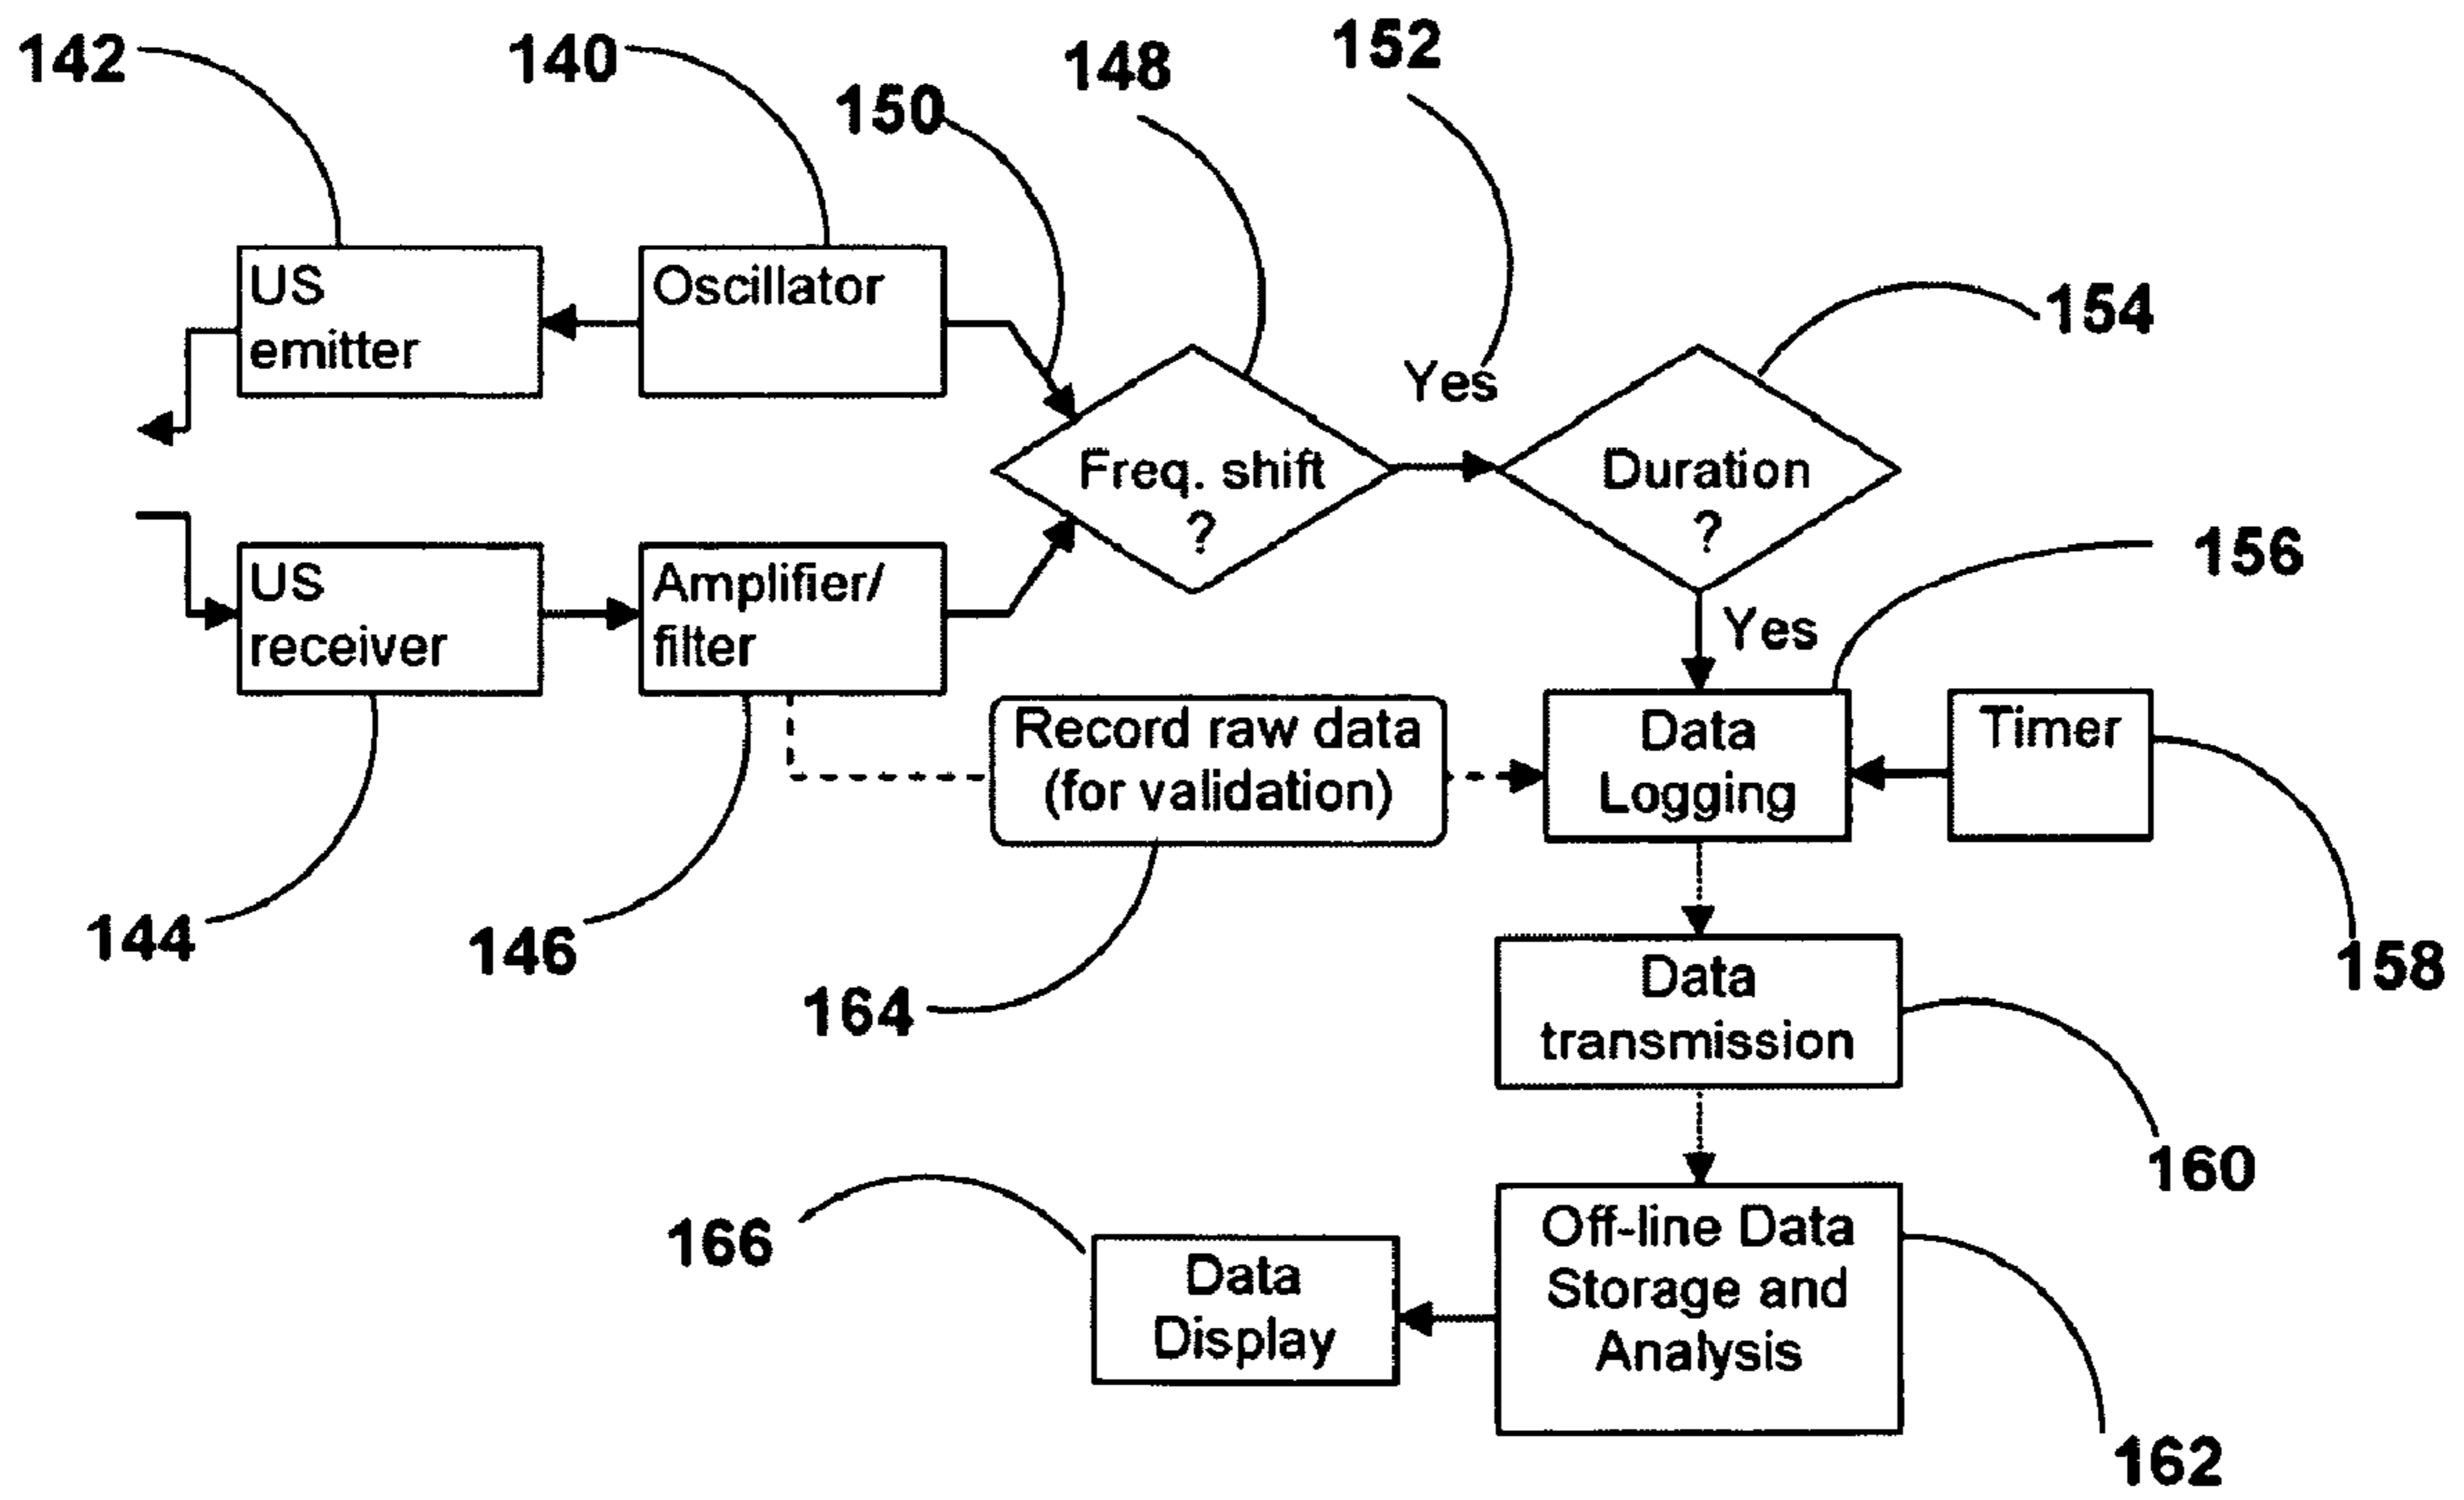 142
140
150
148
152
US
emitter
Oscillator
154
Yes
Freq. shift
?
Duration
?
156
US
receiver
Amplifier/
filter
Yes
Record raw data
(for validation)
Data
Logging
Timer
144
146
164
158
Data
transmission
160
166
Data
Display
Off-line Data
Storage and
Analysis
162